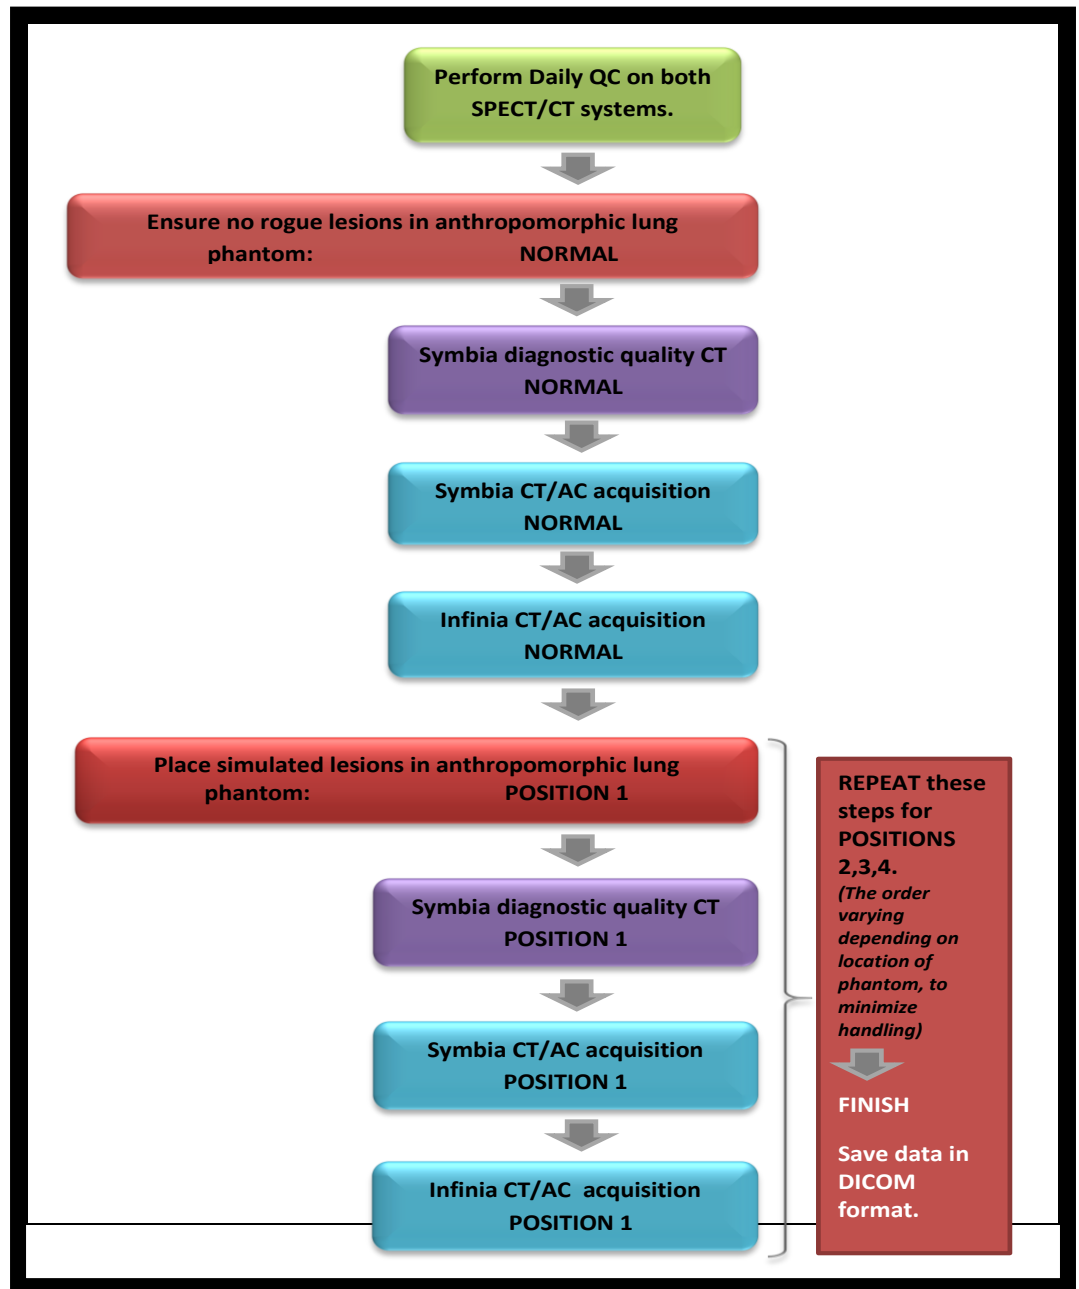 Perform Daily QC on both
SPECT/CT systems.
Ensure no rogue lesions in anthropomorphic lung
phantom: NORMAL
Symbia diagnostic quality CT
NORMAL
Symbia CT/AC acquisition
NORMAL
Infinia CT/AC acquisition
NORMAL
Place simulated lesions in anthropomorphic lung
phantom: POSITION 1
Symbia diagnostic quality CT
POSITION 1
Symbia CT/AC acquisition
POSITION 1
Infinia CT/AC acquisition
POSITION 1
REPEAT these
steps for
POSITIONS
2,3,4.
(The order
varying
depending on
location of
phantom, to
minimize
handling)
FINISH
Save data in
DICOM
format.